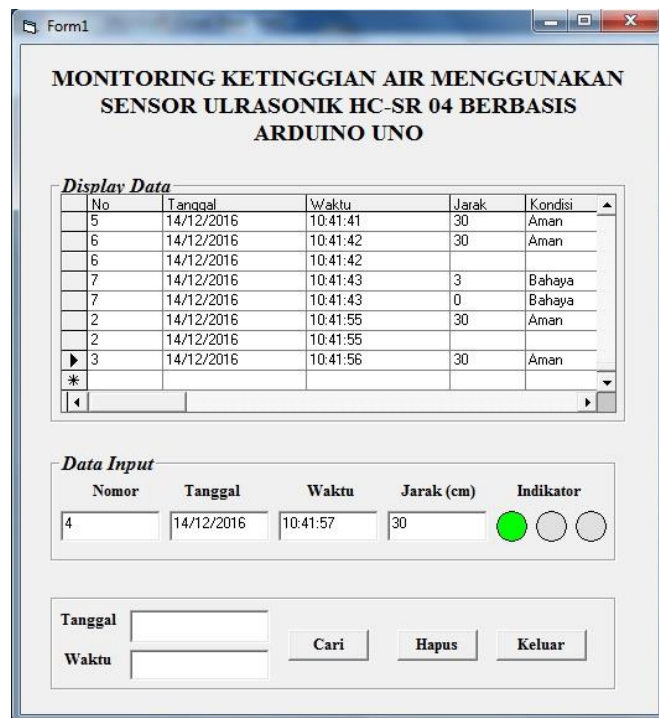 Form1
MONITORING KETINGGIAN AIR MENGGUNAKAN
SENSOR ULRASONIK HC-SR 04 BERBASIS
ARDUINO UNO
Display Data
No Tanggal Waktu Jarak Kondisi
5 14/12/2016 10:41:41 30 Aman
6 14/12/2016 10:41:42 30 Aman
6 14/12/2016 10:41:42
7 14/12/2016 10:41:43 3 Bahaya
7 14/12/2016 10:41:43 0 Bahaya
2 14/12/2016 10:41:55 30 Aman
2 14/12/2016 10:41:55
3 14/12/2016 10:41:56 30 Aman
Data Input
Nomor Tanggal Waktu Jarak (cm) Indikator
4 14/12/2016 10:41:57 30
Tanggal
Waktu
Cari Hapus Keluar